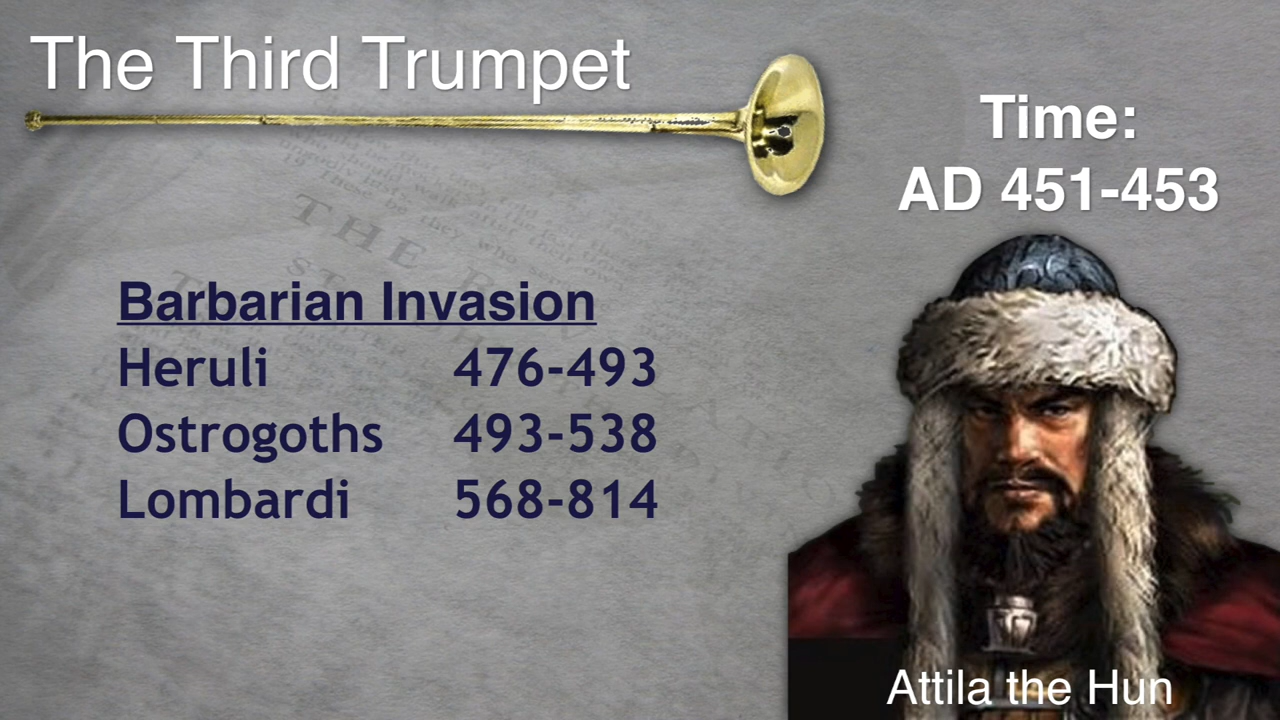 The Third Trumpet
Time:
AD 451-453
Barbarian Invasion
Heruli 476-493
Ostrogoths 493-538
Lombardi 568-814
Attila the Hun